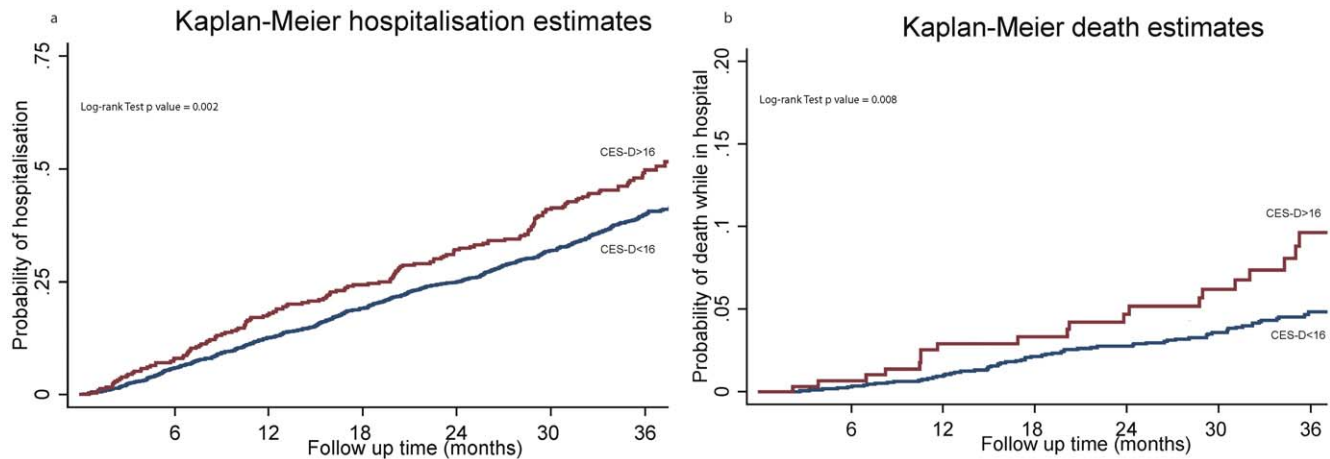 a
Kaplan-Meier hospitalisation estimates
Probability of hospitalisation
.75
.5
.25
0
Log-rank Test p value = 0.002
CES-D>16
CES-D<16
6 12 18 24 30 36
Follow up time (months)
b
Kaplan-Meier death estimates
Probability of death while in hospital
.20
.15
.1
.05
0
Log-rank Test p value = 0.008
CES-D>16
CES-D<16
6 12 18 24 30 36
Follow up time (months)